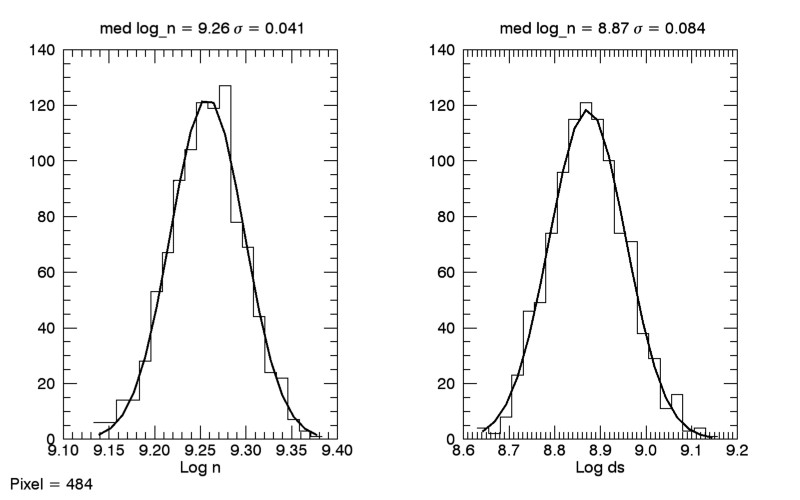 med log_n = 9.26 σ = 0.041
140
120
100
80
60
40
20
0
9.10 9.15 9.20 9.25 9.30 9.35 9.40
Log n
med log_n = 8.87 σ = 0.084
140
120
100
80
60
40
20
0
8.6 8.7 8.8 8.9 9.0 9.1 9.2
Log ds
Pixel = 484